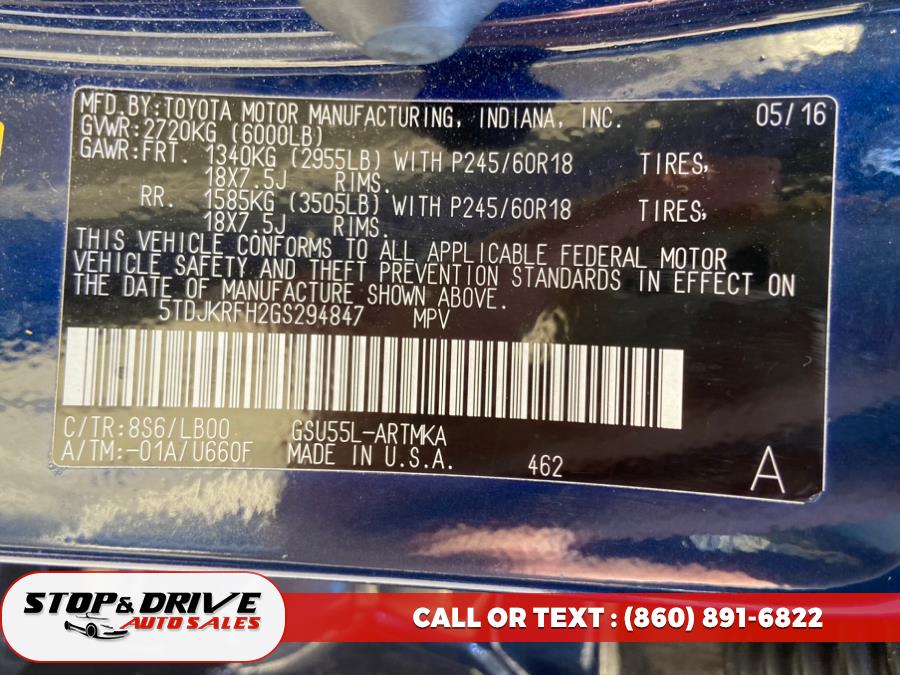 MFD.BY:TOYOTA MOTOR MANUFACTURING, INDIANA, INC. 05/16
GVWR:2720KG (6000LB)
GAWR:FRT. 1340KG (2955LB) WITH P245/60R18 TIRES,
18X7.5J RIMS.
RR. 1585KG (3505LB) WITH P245/60R18 TIRES,
18X7.5J RIMS.
THIS VEHICLE CONFORMS TO ALL APPLICABLE FEDERAL MOTOR
VEHICLE SAFETY AND THEFT PREVENTION STANDARDS IN EFFECT ON
THE DATE OF MANUFACTURE SHOWN ABOVE.
5TDJKRFH2GS294847 MPV
C/TR:8S6/LB00 GSU55L-ARTMKA
A/TM:-01A/U660F MADE IN U.S.A. 462 A
STOP & DRIVE
AUTO SALES
CALL OR TEXT : (860) 891-6822